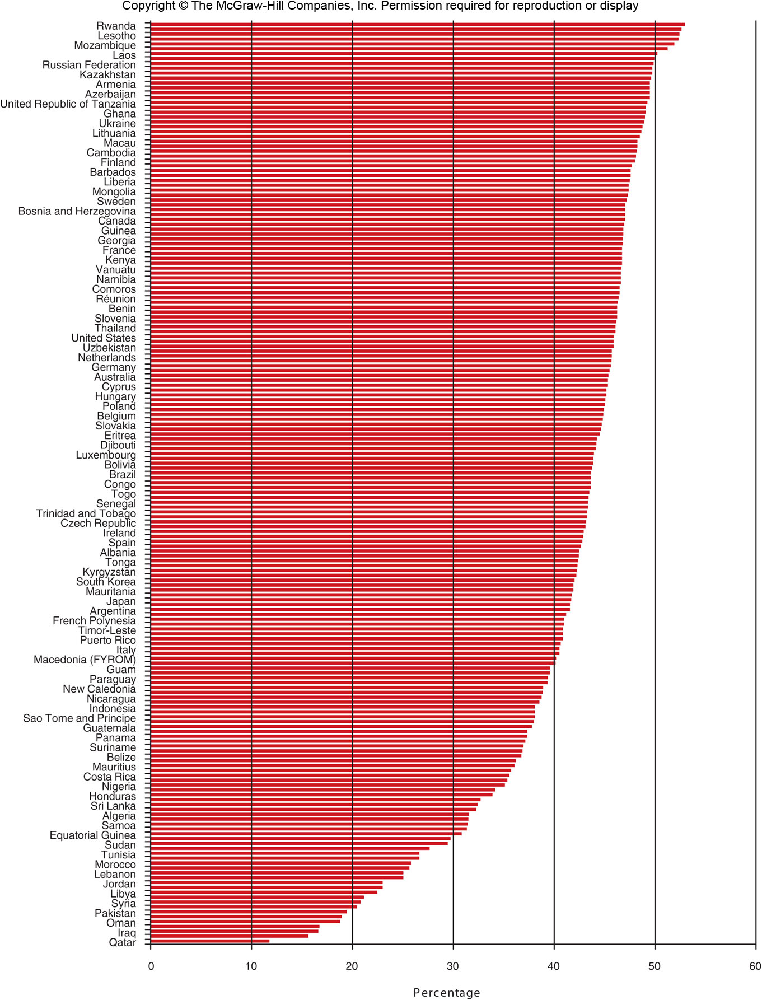 Copyright © The McGraw-Hill Companies, Inc. Permission required for reproduction or display
Rwanda
Lesotho
Mozambique
Laos
Russian Federation
Kazakhstan
Armenia
Azerbaijan
United Republic of Tanzania
Ghana
Ukraine
Lithuania
Macau
Cambodia
Finland
Barbados
Liberia
Mongolia
Sweden
Bosnia and Herzegovina
Canada
Guinea
Georgia
France
Kenya
Vanuatu
Namibia
Comoros
Réunion
Benin
Slovenia
Thailand
United States
Uzbekistan
Netherlands
Germany
Australia
Cyprus
Hungary
Poland
Belgium
Slovakia
Eritrea
Djibouti
Luxembourg
Bolivia
Brazil
Congo
Togo
Senegal
Trinidad and Tobago
Czech Republic
Ireland
Spain
Albania
Tonga
Kyrgyzstan
South Korea
Mauritania
Japan
Argentina
French Polynesia
Timor-Leste
Puerto Rico
Italy
Macedonia (FYROM)
Guam
Paraguay
New Caledonia
Nicaragua
Indonesia
Sao Tome and Principe
Guatemala
Panama
Suriname
Belize
Mauritius
Costa Rica
Nigeria
Honduras
Sri Lanka
Algeria
Samoa
Equatorial Guinea
Sudan
Tunisia
Morocco
Lebanon
Jordan
Libya
Syria
Pakistan
Oman
Iraq
Qatar
0 10 20 30 40 50 60
Percentage